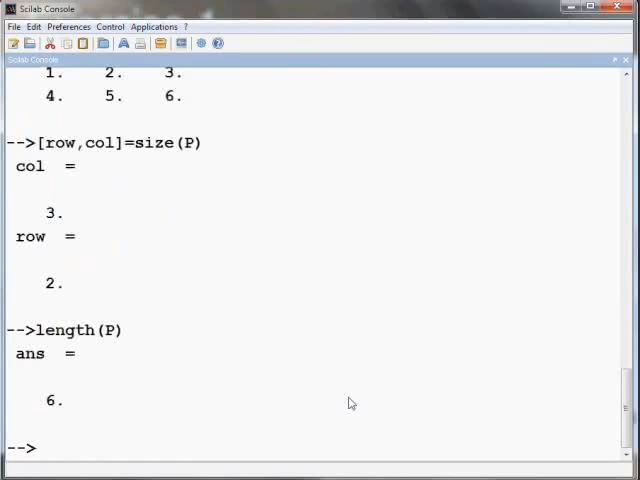 Scilab Console
File Edit Preferences Control Applications ?
Scilab Console
1. 2. 3.
4. 5. 6.
-->[row,col]=size(P)
col =
3.
row =
2.
-->length(P)
ans =
6.
-->